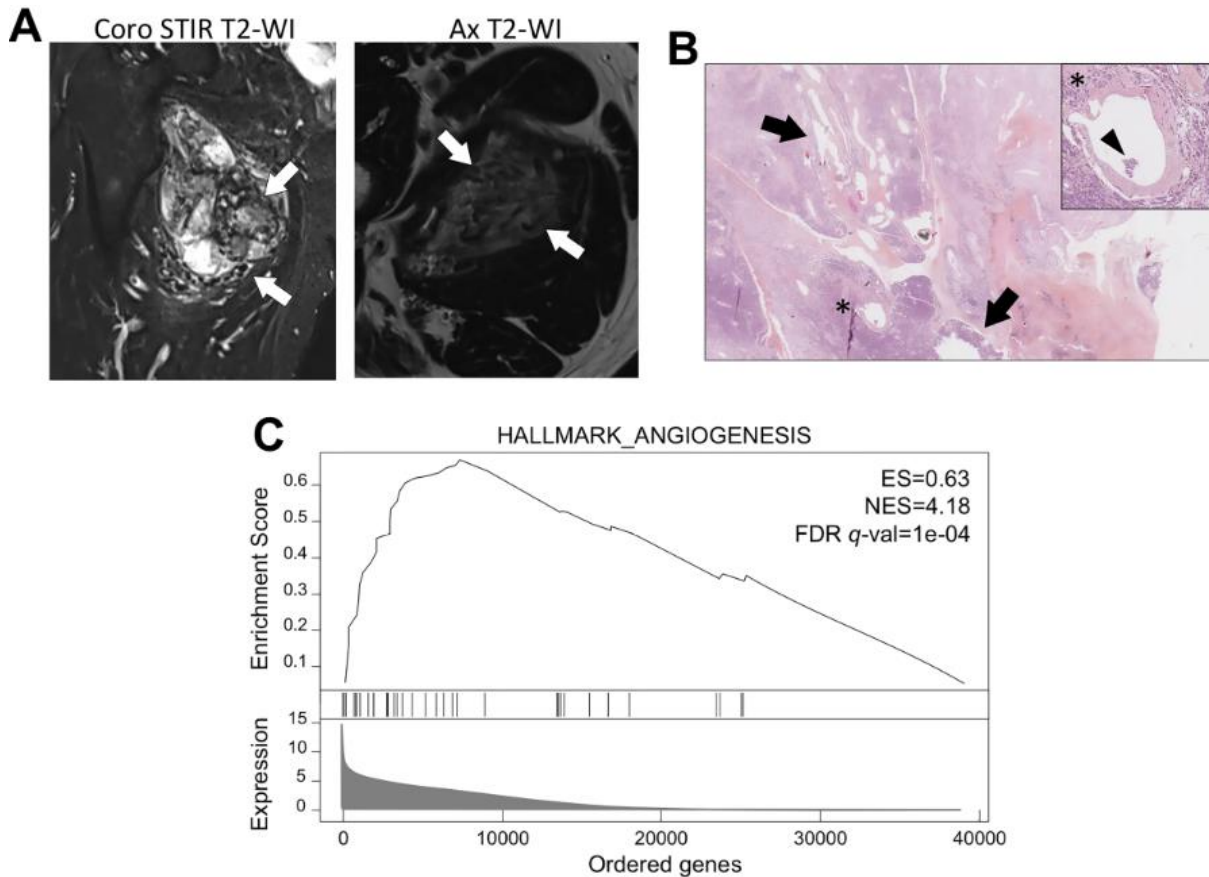 A
Coro STIR T2-WI
Ax T2-WI
B
*
*
C
HALLMARK_ANGIOGENESIS
ES=0.63
NES=4.18
FDR q-val=1e-04
Enrichment Score
0.6
0.5
0.4
0.3
0.2
0.1
Expression
15
10
5
0
0
10000
20000
30000
40000
Ordered genes